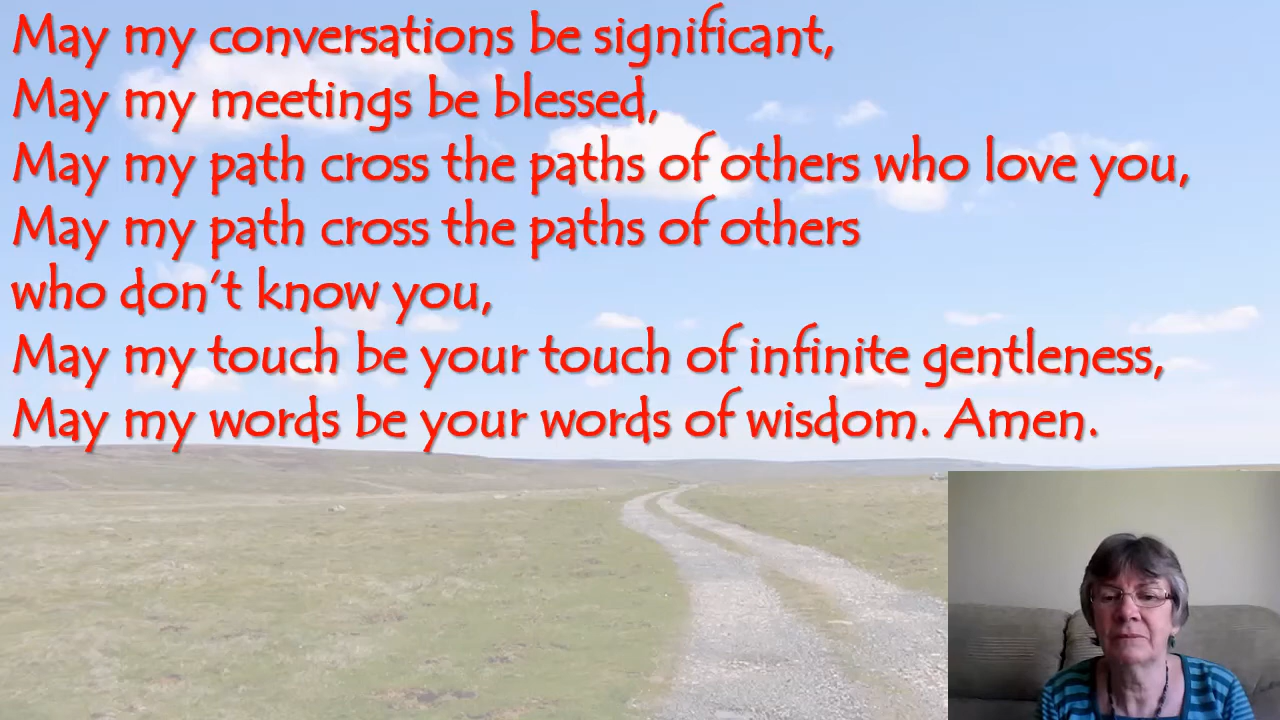 May my conversations be significant,
May my meetings be blessed,
May my path cross the paths of others who love you,
May my path cross the paths of others
who don't know you,
May my touch be your touch of infinite gentleness,
May my words be your words of wisdom. Amen.